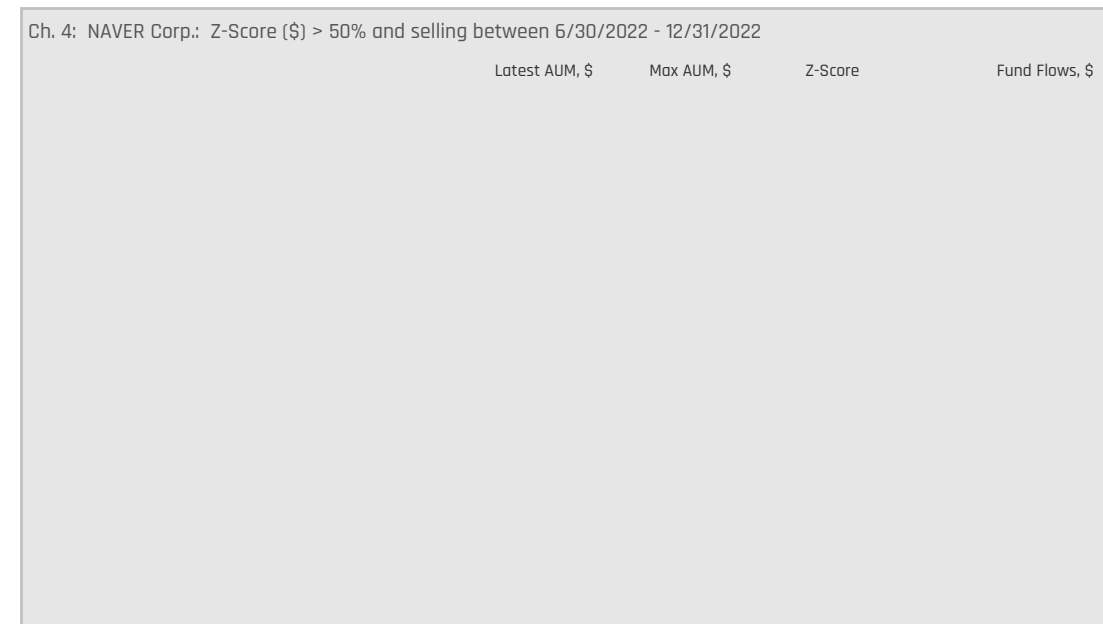 Ch. 4:  NAVER Corp.:  Z-Score ($) > 50% and selling between 6/30/2022 - 12/31/2022
Latest AUM, $ Max AUM, $ Z-Score Fund Flows, $